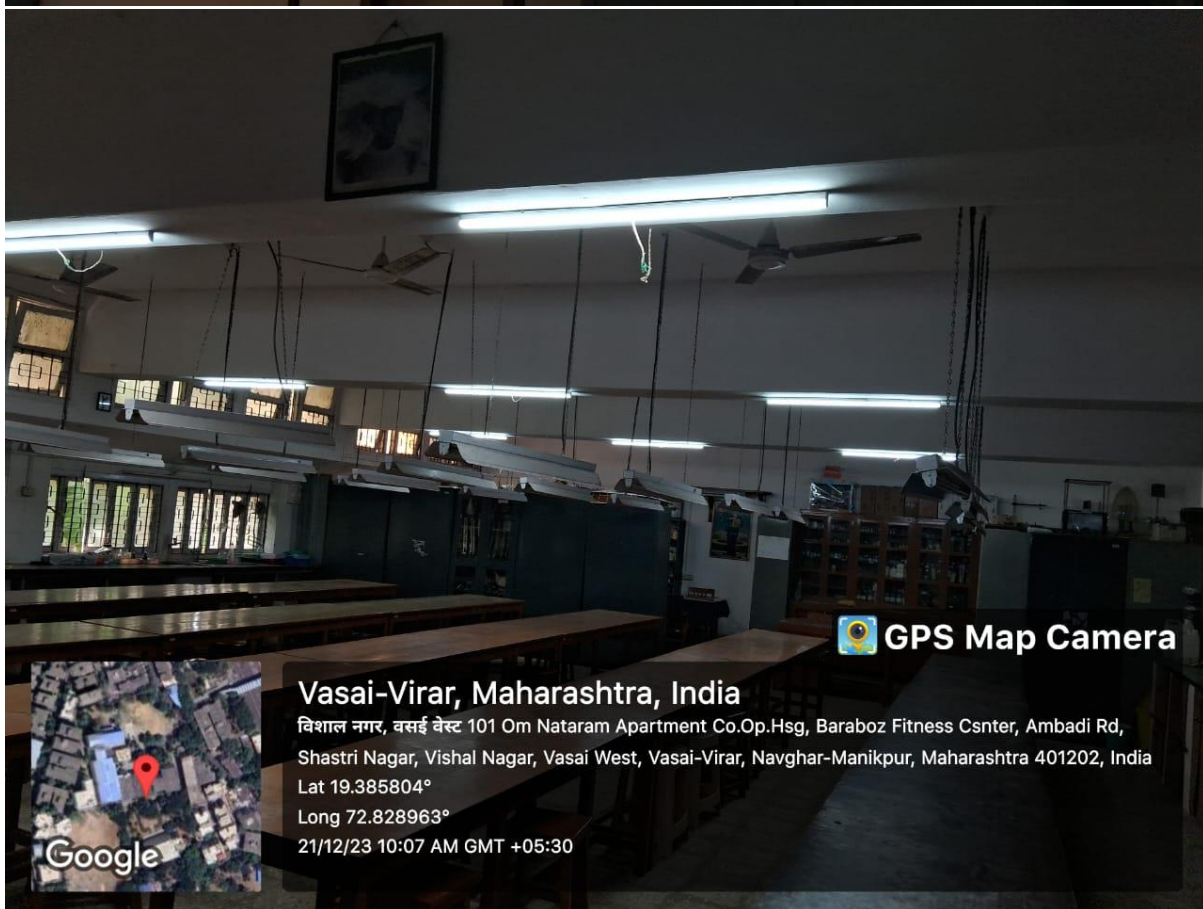 GPS Map Camera
Vasai-Virar, Maharashtra, India
विशाल नगर, वसई वेस्ट 101 Om Nataram Apartment Co.Op.Hsg, Baraboz Fitness Csnter, Ambadi Rd,
Shastri Nagar, Vishal Nagar, Vasai West, Vasai-Virar, Navghar-Manikpur, Maharashtra 401202, India
Lat 19.385804°
Long 72.828963°
21/12/23 10:07 AM GMT +05:30
Google